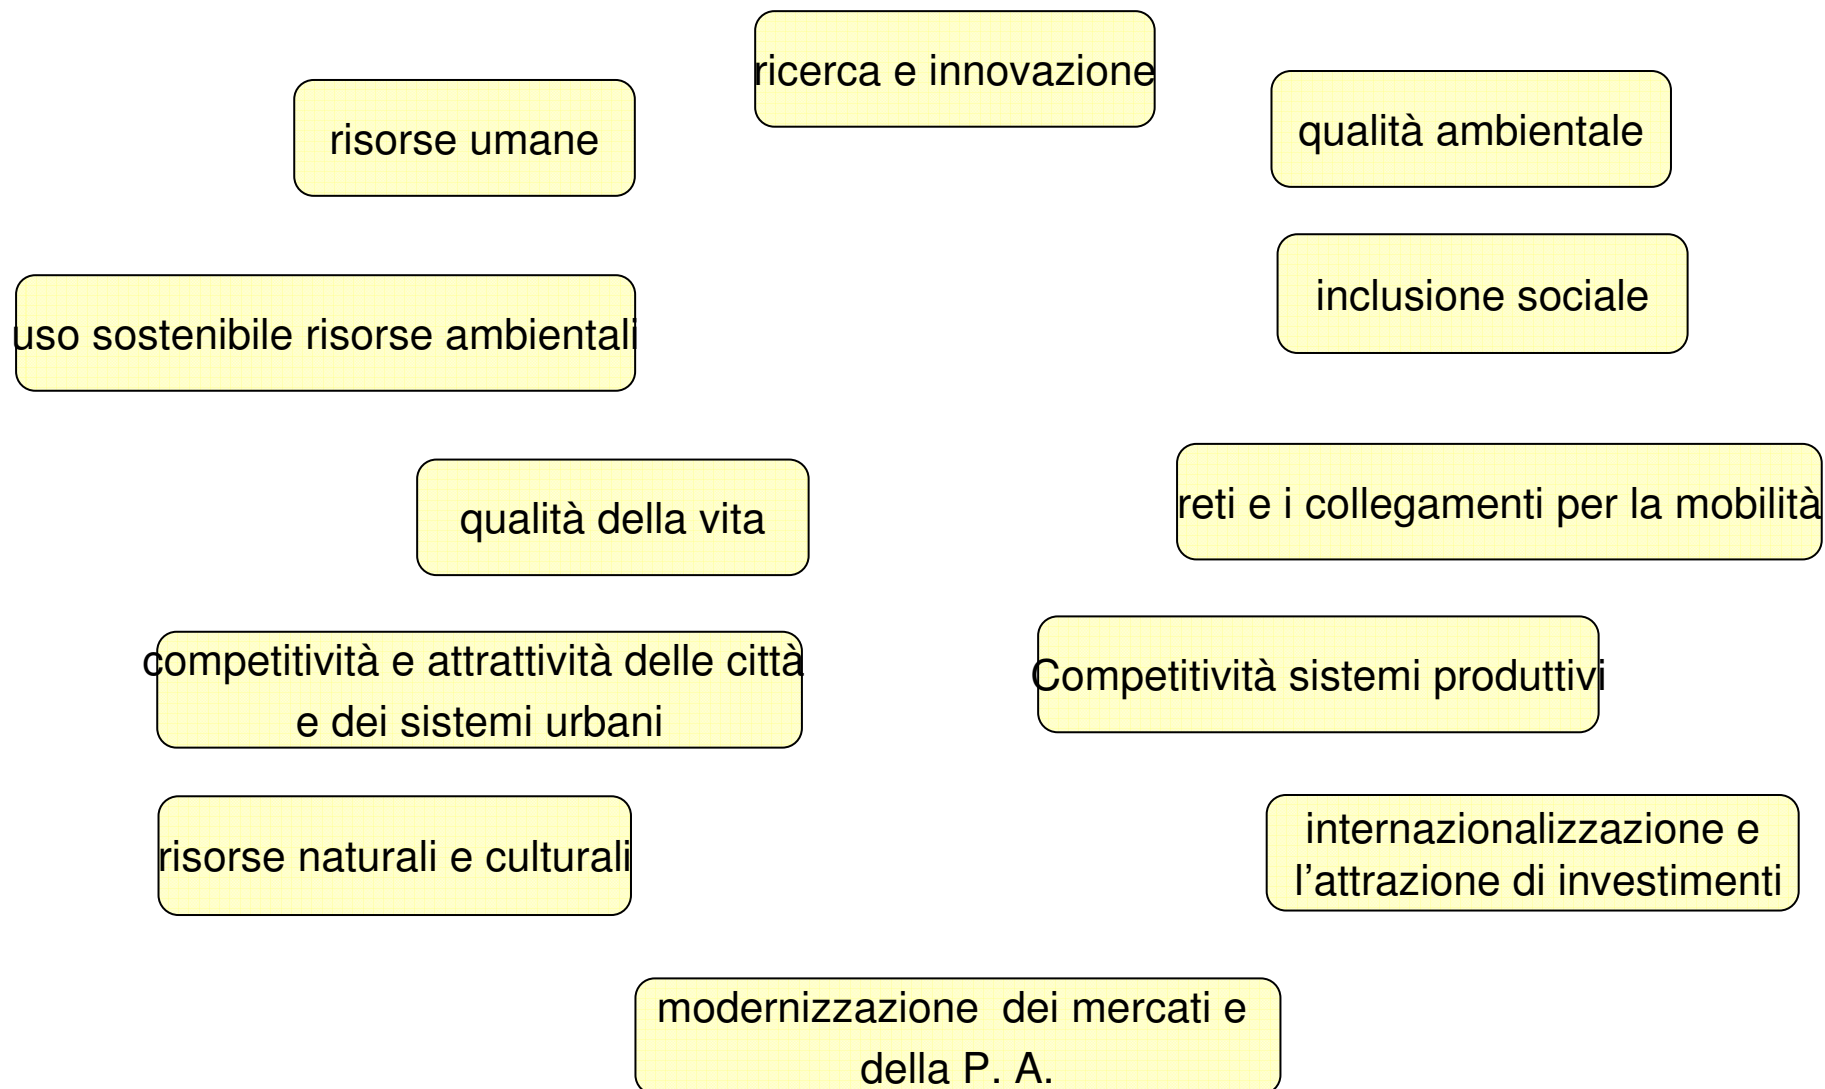 ricerca e innovazione
risorse umane
qualità ambientale
inclusione sociale
uso sostenibile risorse ambientali
qualità della vita
reti e i collegamenti per la mobilità
competitività e attrattività delle città
e dei sistemi urbani
Competitività sistemi produttivi
risorse naturali e culturali
internazionalizzazione e
l’attrazione di investimenti
modernizzazione dei mercati e
della P. A.